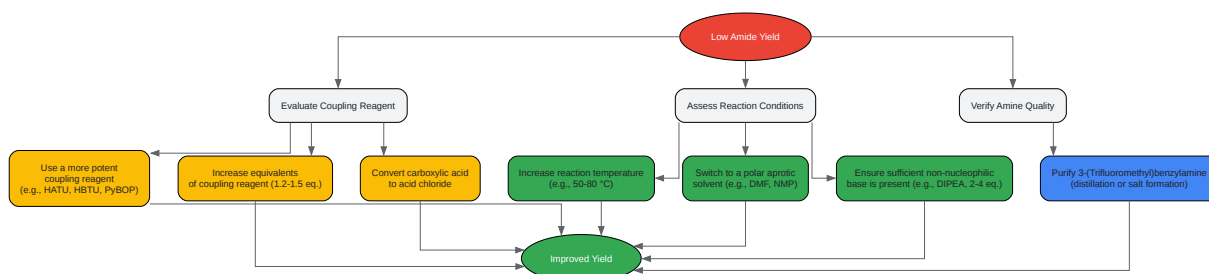 Low Amide Yield
Evaluate Coupling Reagent
Assess Reaction Conditions
Verify Amine Quality
Use a more potent
coupling reagent
(e.g., HATU, HBTU, PyBOP)
Increase equivalents
of coupling reagent (1.2-1.5 eq.)
Convert carboxylic acid
to acid chloride
Increase reaction temperature
(e.g., 50-80 °C)
Switch to a polar aprotic
solvent (e.g., DMF, NMP)
Ensure sufficient non-nucleophilic
base is present (e.g., DIPEA, 2-4 eq.)
Purify 3-(Trifluoromethyl)benzylamine
(distillation or salt formation)
Improved Yield